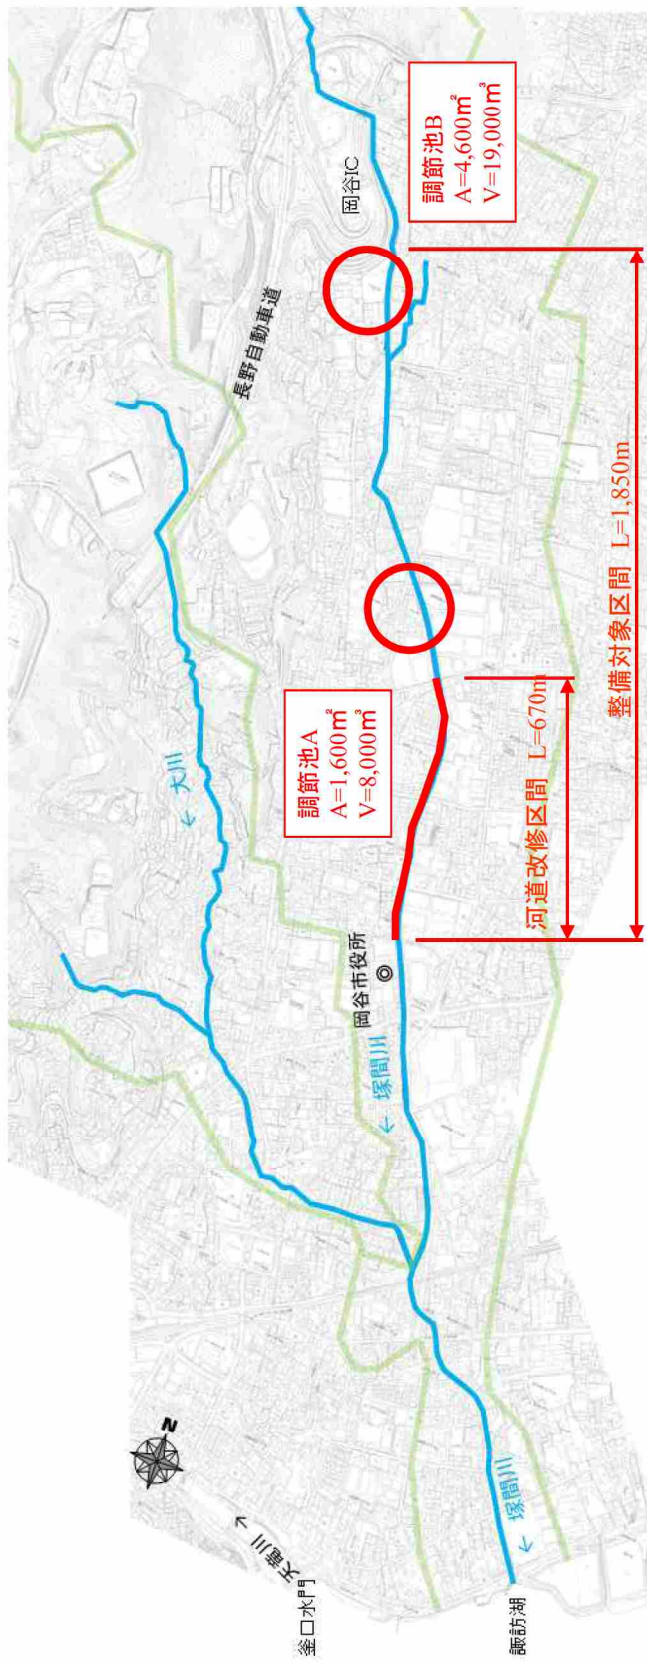 調節池B
A=4,600㎡
V=19,000㎥
岡谷IC
長野自動車道
調節池A
A=1,600㎡
V=8,000㎥
← 大川
整備対象区間 L=1,850m
河道改修区間 L=670m
岡谷市役所
← 塚間川
N
天竜川 →
釜口水門
← 塚間川
諏訪湖